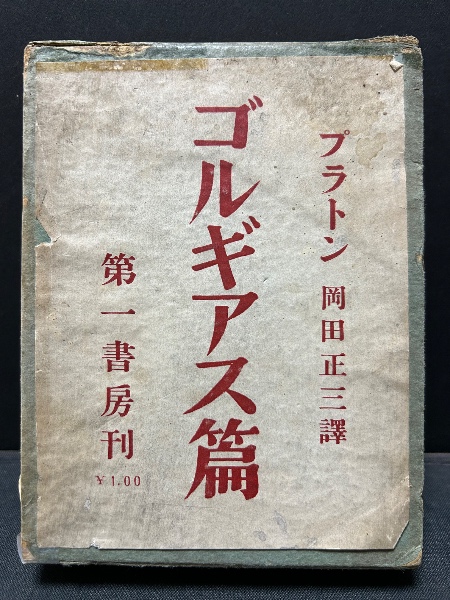 プラトン 岡田正三譯
ゴルギアス篇
第一書房刊
￥1.00